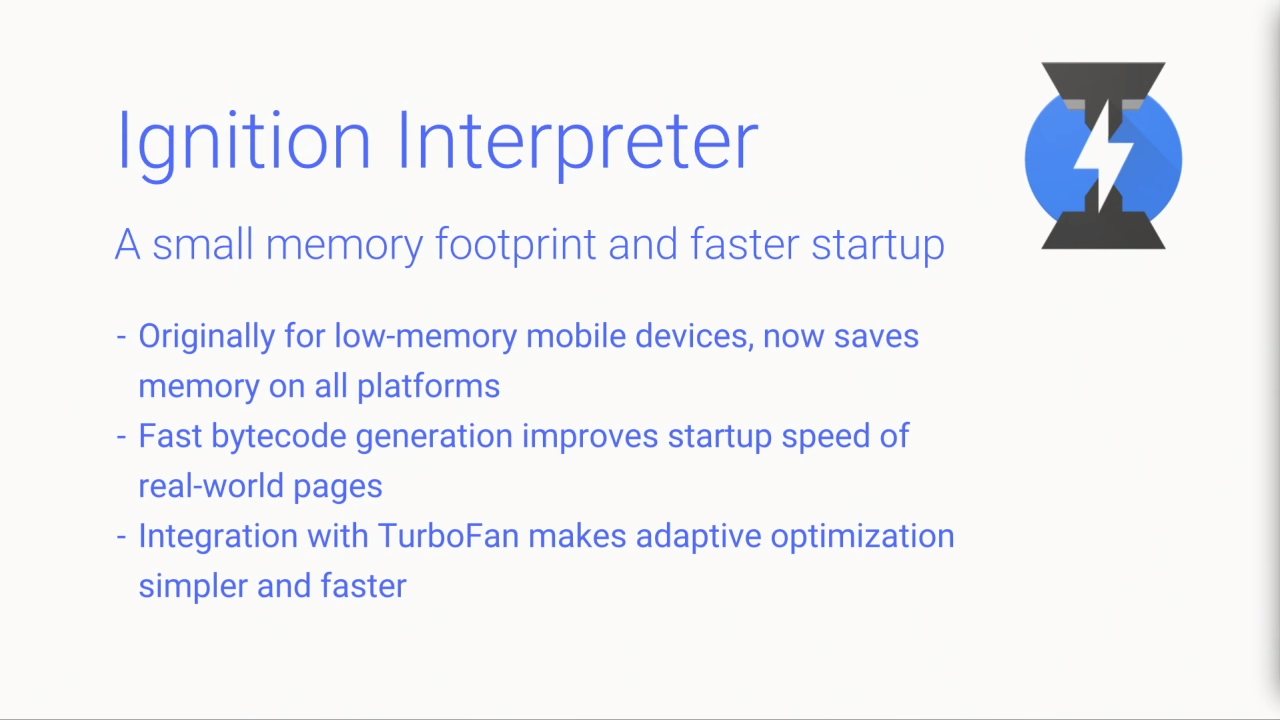 Ignition Interpreter
A small memory footprint and faster startup
- Originally for low-memory mobile devices, now saves
memory on all platforms
- Fast bytecode generation improves startup speed of
real-world pages
- Integration with TurboFan makes adaptive optimization
simpler and faster